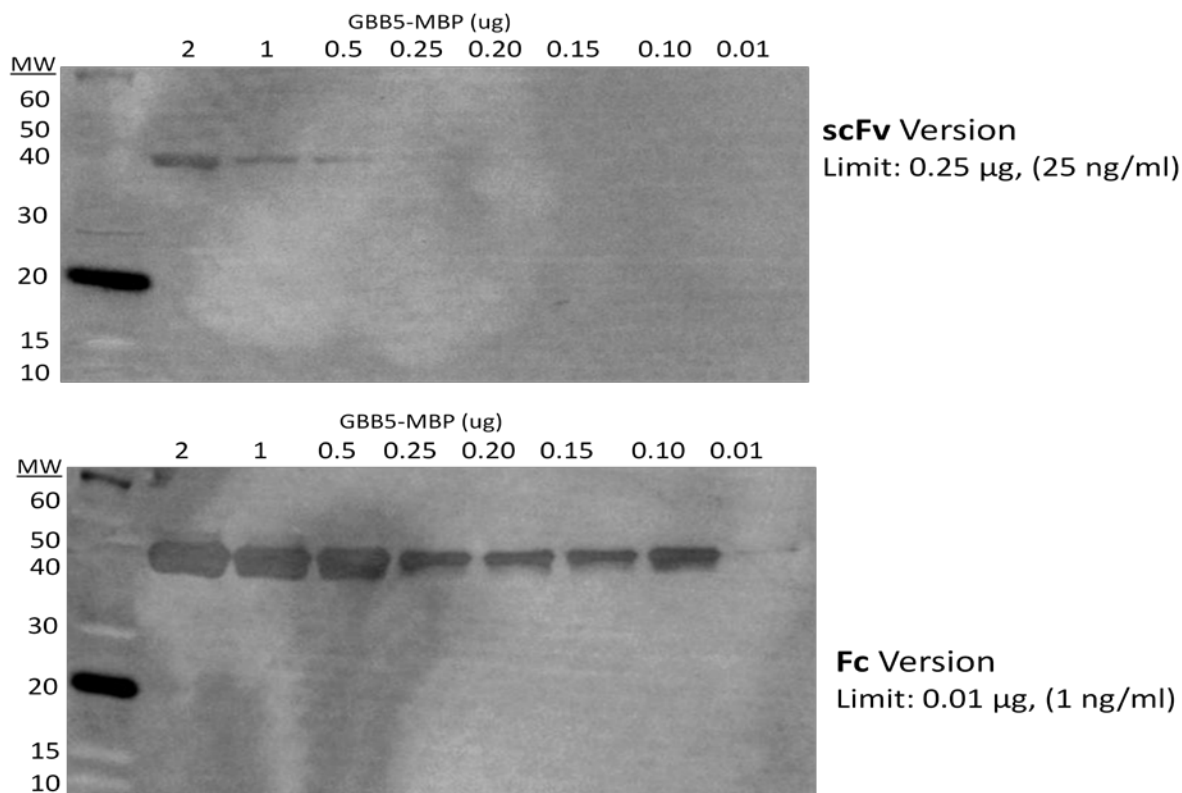 GBB5-MBP (ug)
2 1 0.5 0.25 0.20 0.15 0.10 0.01
MW
60
50
40
30
20
15
10
scFv Version
Limit: 0.25 µg, (25 ng/ml)
GBB5-MBP (ug)
2 1 0.5 0.25 0.20 0.15 0.10 0.01
MW
60
50
40
30
20
15
10
Fc Version
Limit: 0.01 µg, (1 ng/ml)